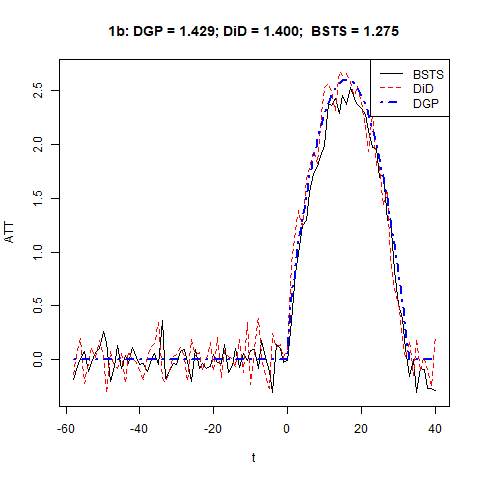 1b: DGP = 1.429; DiD = 1.400;  BSTS = 1.275
BSTS
DiD
DGP
ATT
2.5
2.0
1.5
1.0
0.5
0.0
-60 -40 -20 0 20 40
t